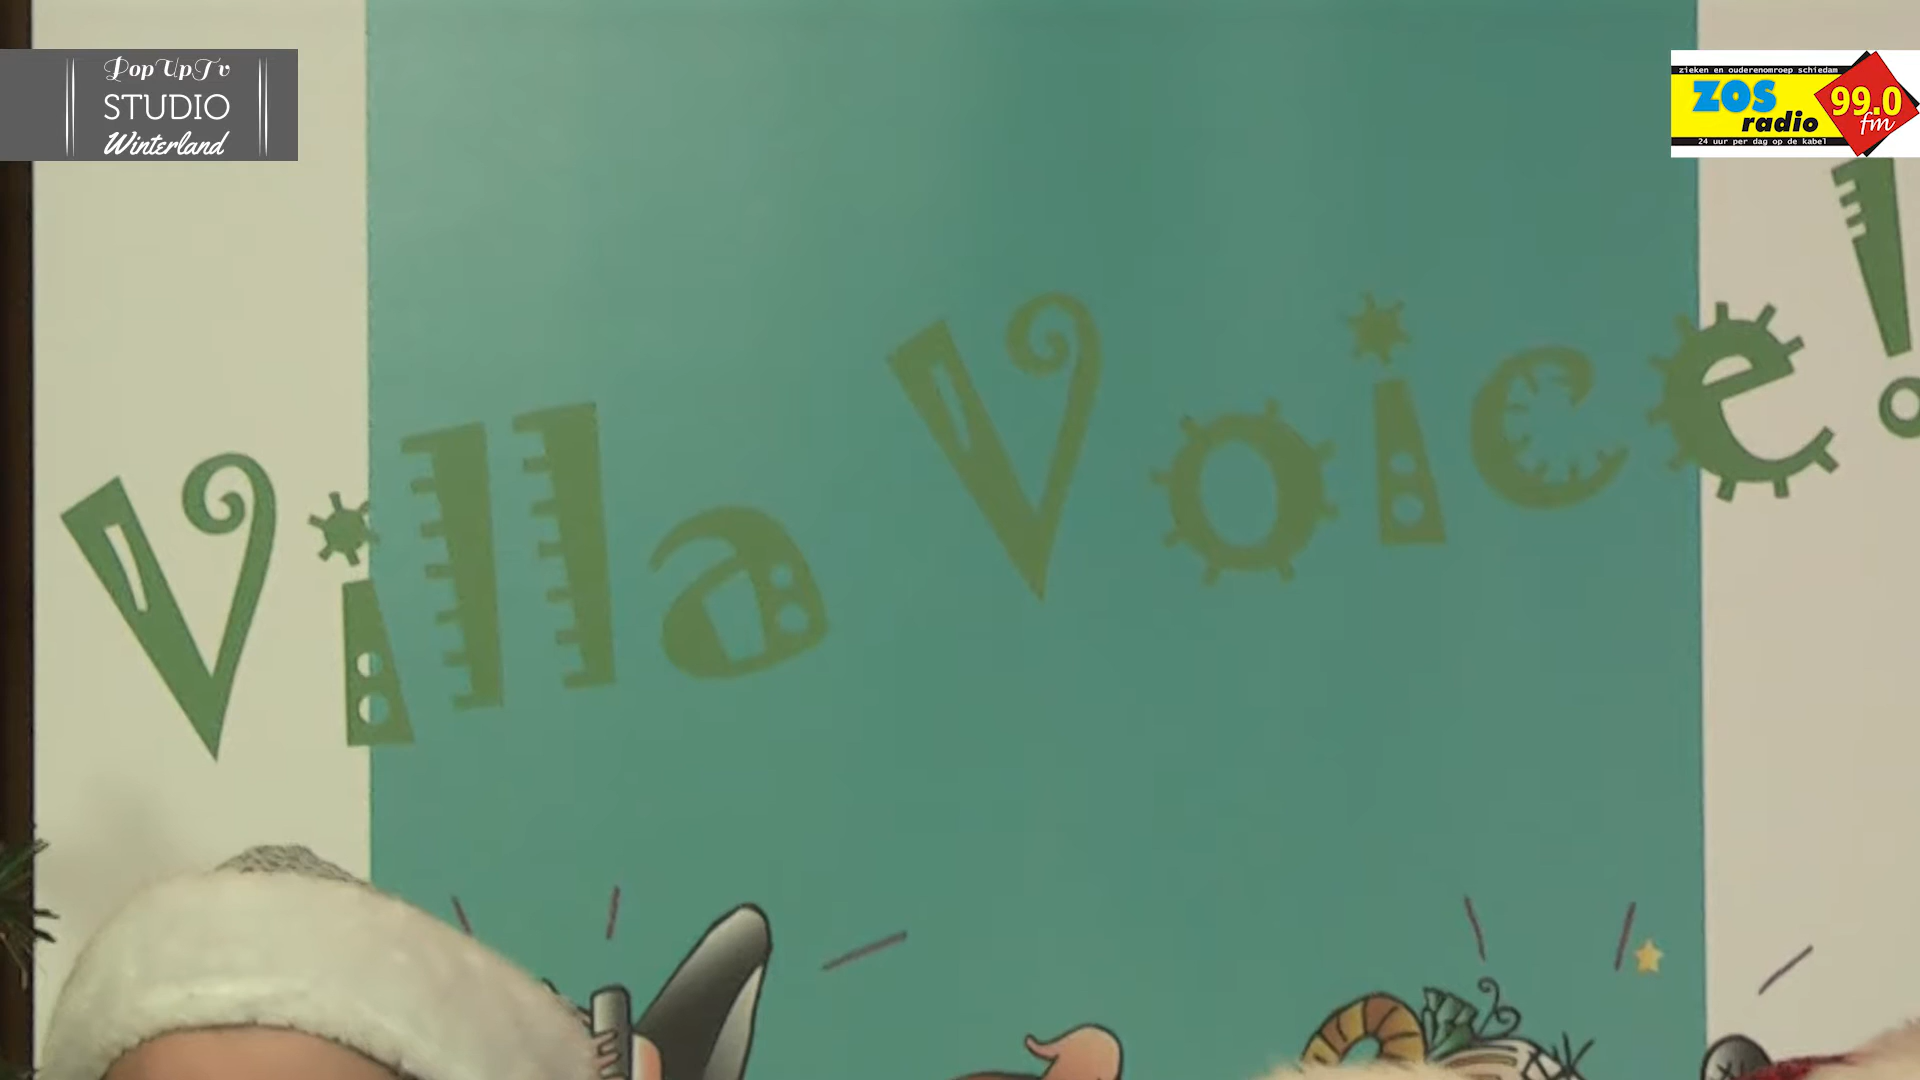 PopUpTv
STUDIO
Winterland
zieken en ouderenomroep schiedam
ZOS
radio
99.0
fm
24 uur per dag op de kabel
Villa Voice!